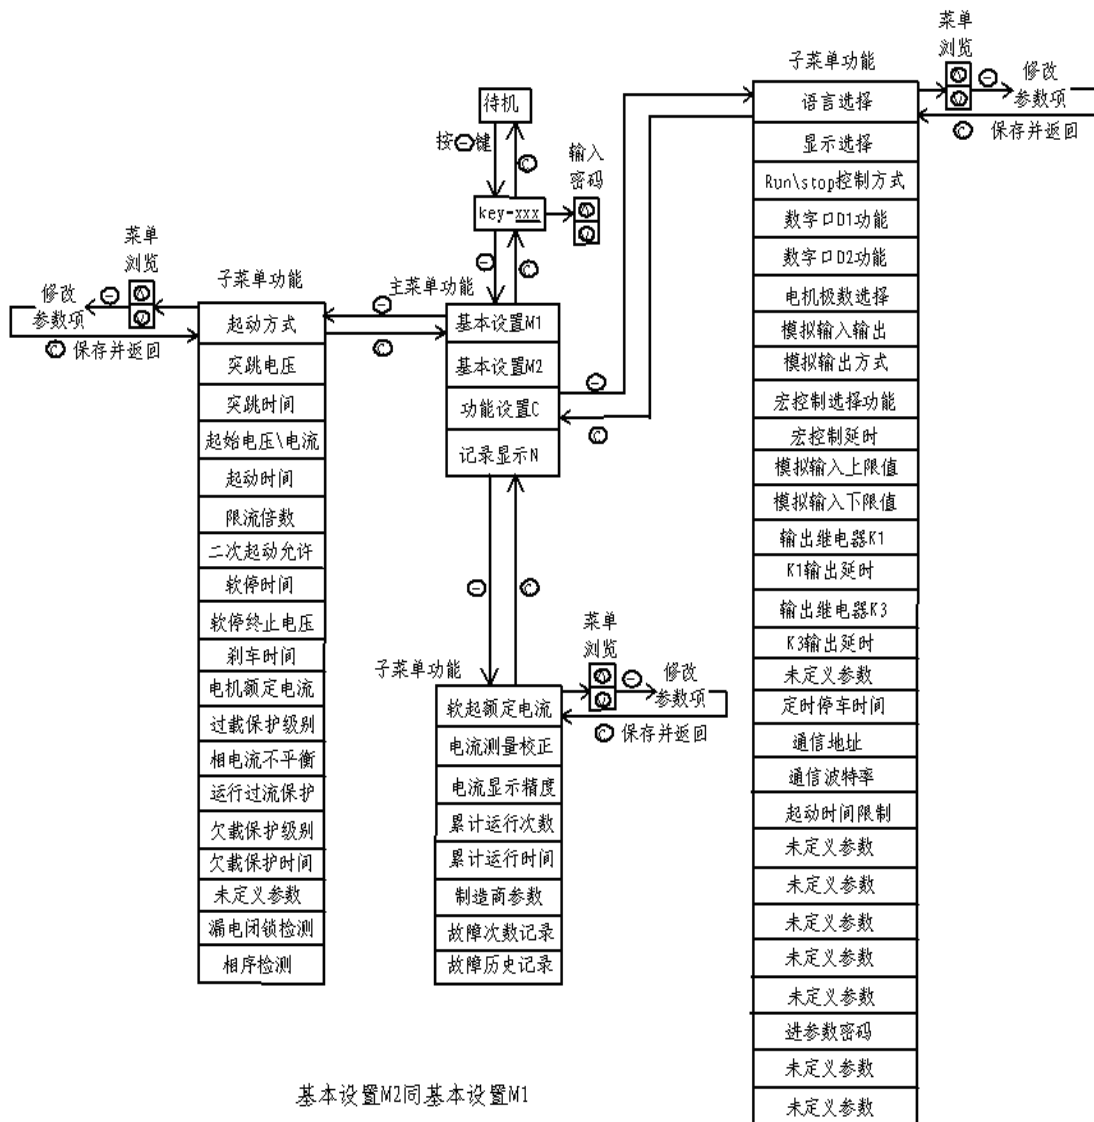 待机
按⊖键
输入
密码
key=xxx
主菜单功能
基本设置M1
基本设置M2
功能设置C
记录显示N
菜单
浏览
修改
参数项
保存并返回
子菜单功能
起动方式
突跳电压
突跳时间
起始电压\电流
起动时间
限流倍数
二次起动允许
软停时间
软停终止电压
刹车时间
电机额定电流
过载保护级别
相电流不平衡
运行过流保护
欠载保护级别
欠载保护时间
未定义参数
漏电闭锁检测
相序检测
子菜单功能
菜单
浏览
修改
参数项
保存并返回
软起额定电流
电流测量校正
电流显示精度
累计运行次数
累计运行时间
制造商参数
故障次数记录
故障历史记录
子菜单功能
菜单
浏览
修改
参数项
保存并返回
语言选择
显示选择
Run\stop控制方式
数字口D1功能
数字口D2功能
电机极数选择
模拟输入输出
模拟输出方式
宏控制选择功能
宏控制延时
模拟输入上限值
模拟输入下限值
输出继电器K1
K1输出延时
输出继电器K3
K3输出延时
未定义参数
定时停车时间
通信地址
通信波特率
起动时间限制
未定义参数
未定义参数
未定义参数
未定义参数
未定义参数
进参数密码
未定义参数
未定义参数
基本设置M2同基本设置M1